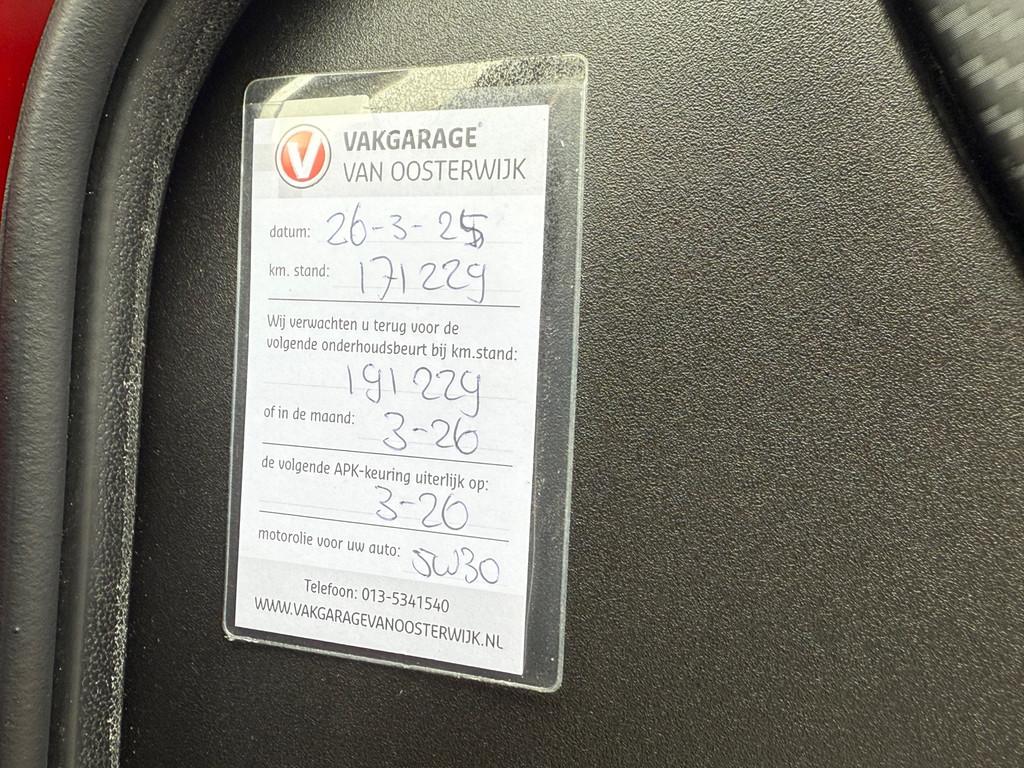 V VAKGARAGE®
VAN OOSTERWIJK
datum: 26-3-25
km. stand: 171229
Wij verwachten u terug voor de
volgende onderhoudsbeurt bij km.stand:
191229
of in de maand: 3-26
de volgende APK-keuring uiterlijk op:
3-26
motorolie voor uw auto: 5W30
Telefoon: 013-5341540
WWW.VAKGARAGEVANOOSTERWIJK.NL